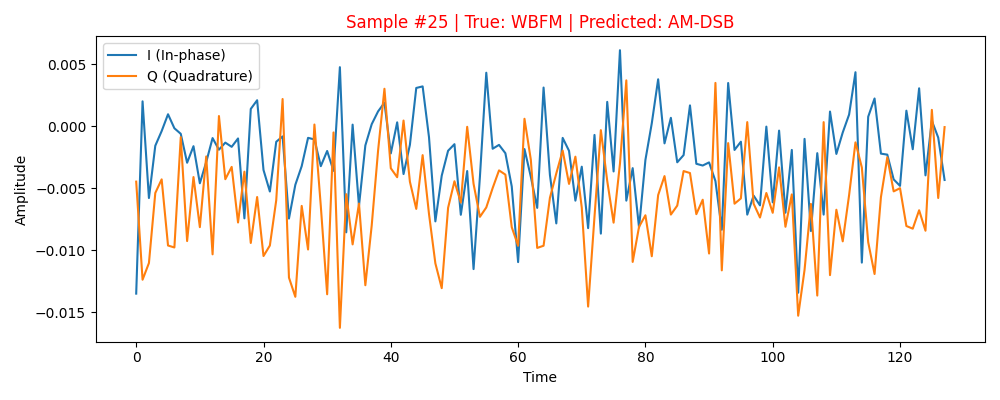 Sample #25 | True: WBFM | Predicted: AM-DSB
I (In-phase)
Q (Quadrature)
Amplitude
0.005
0.000
−0.005
−0.010
−0.015
0 20 40 60 80 100 120
Time